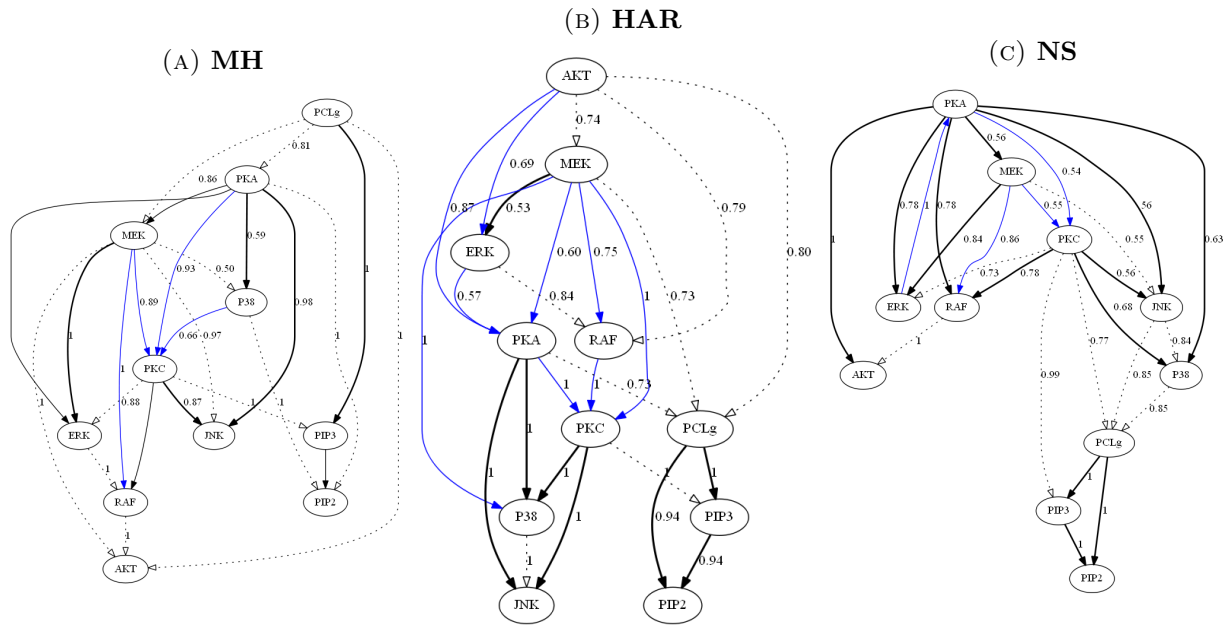 (A) MH
PCLg
0.81
PKA
0.86
MEK
0.59
1
0.50
0.93
P38
0.89
0.98
1
1
0.66
0.97
1
1
PKC
1
0.88
1
0.87
1
ERK
JNK
PIP3
1
RAF
PIP2
1
AKT
(B) HAR
AKT
0.74
MEK
0.69
0.87
0.53
0.79
ERK
0.60
0.75
0.80
0.57
0.84
1
0.73
PKA
RAF
1
1
1
0.73
PKC
PCLg
1
1
1
1
1
P38
0.94
1
PIP3
1
0.94
JNK
PIP2
(C) NS
PKA
0.56
MEK
0.54
0.78
1
0.78
0.55
.56
1
0.84
0.86
PKC
0.55
0.63
0.73
0.78
0.56
ERK
RAF
0.68
JNK
1
0.77
0.84
AKT
0.99
0.85
P38
0.85
PCLg
1
PIP3
1
1
PIP2